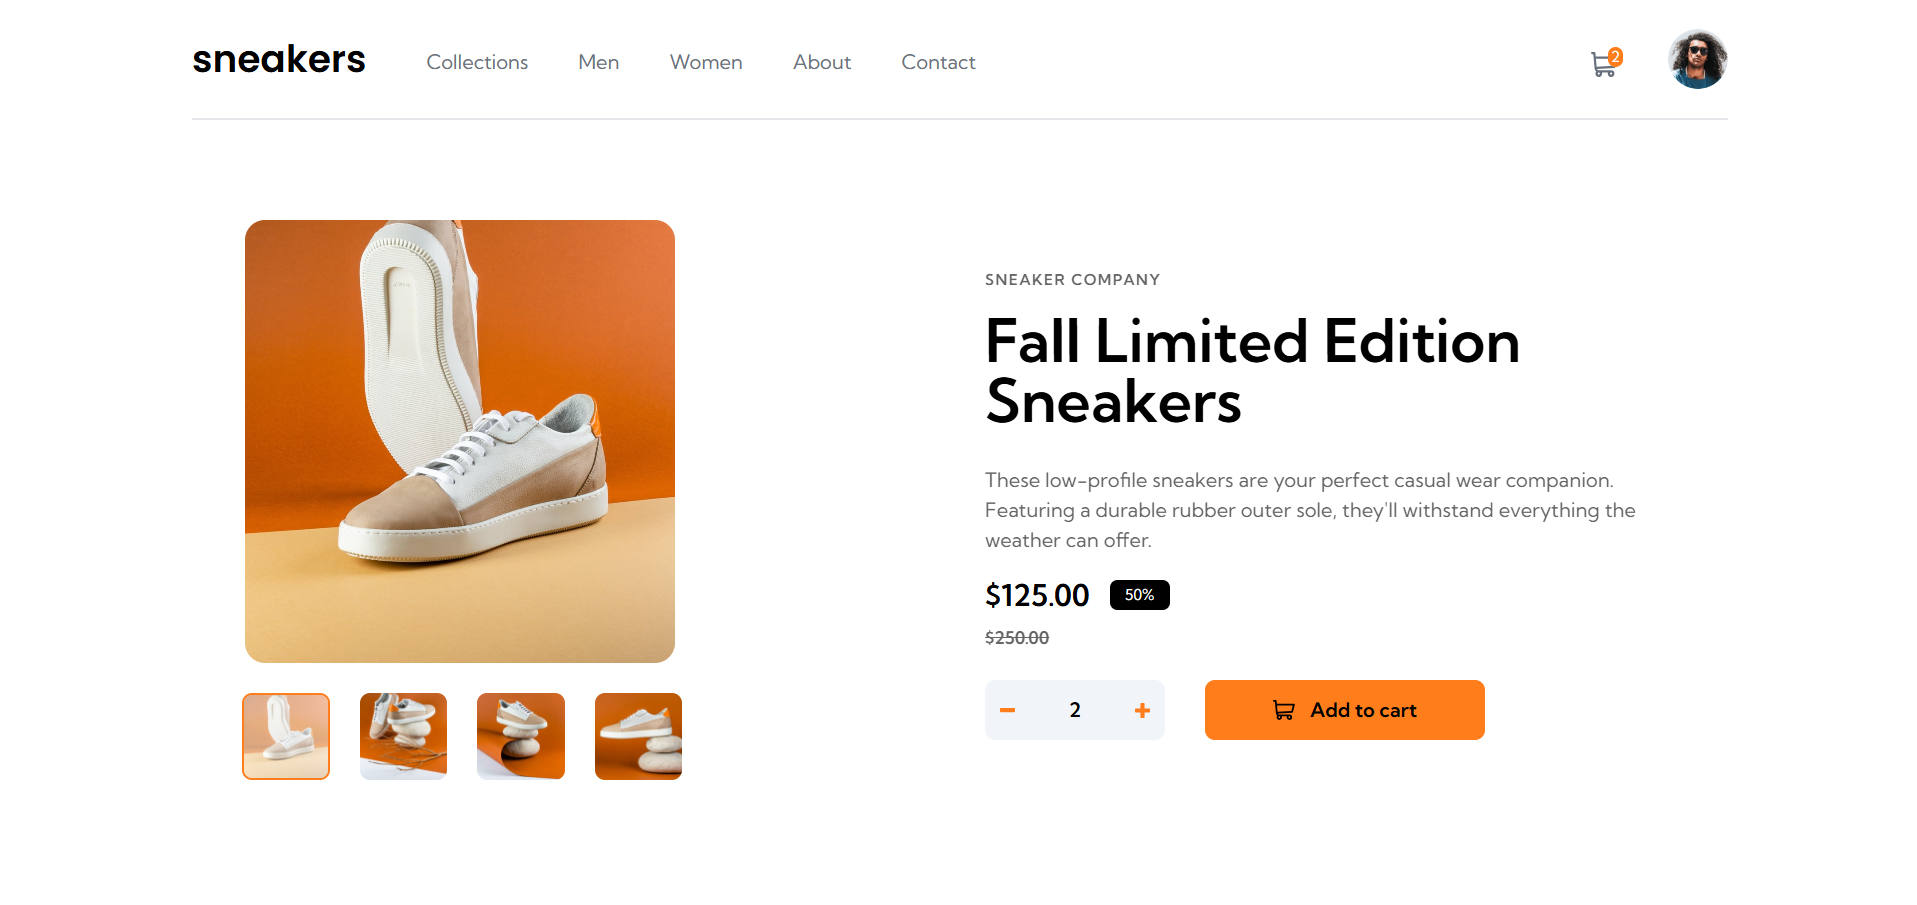 sneakers
Collections
Men
Women
About
Contact
2
SNEAKER COMPANY
Fall Limited Edition
Sneakers
These low-profile sneakers are your perfect casual wear companion.
Featuring a durable rubber outer sole, they'll withstand everything the
weather can offer.
$125.00
50%
$250.00
2
Add to cart